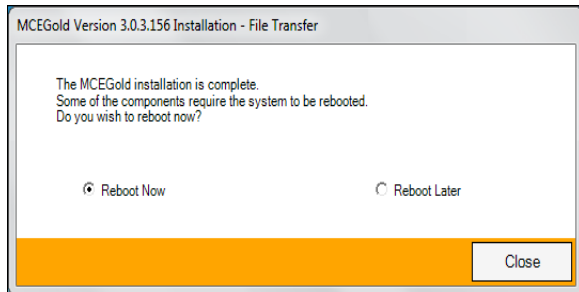 MCEGold Version 3.0.3.156 Installation - File Transfer
The MCEGold installation is complete.
Some of the components require the system to be rebooted.
Do you wish to reboot now?
Reboot Now
Reboot Later
Close